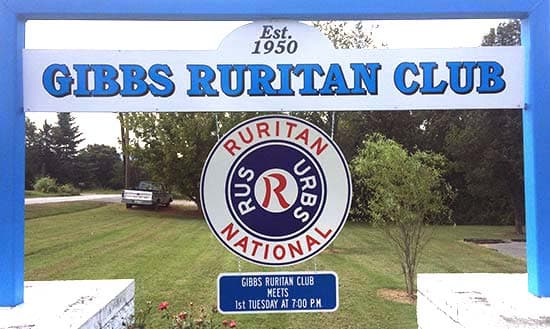 Est.
1950
GIBBS RURITAN CLUB
RURITAN
RUS URBS
R
NATIONAL
GIBBS RURITAN CLUB
MEETS
1st TUESDAY AT 7:00 P.M.